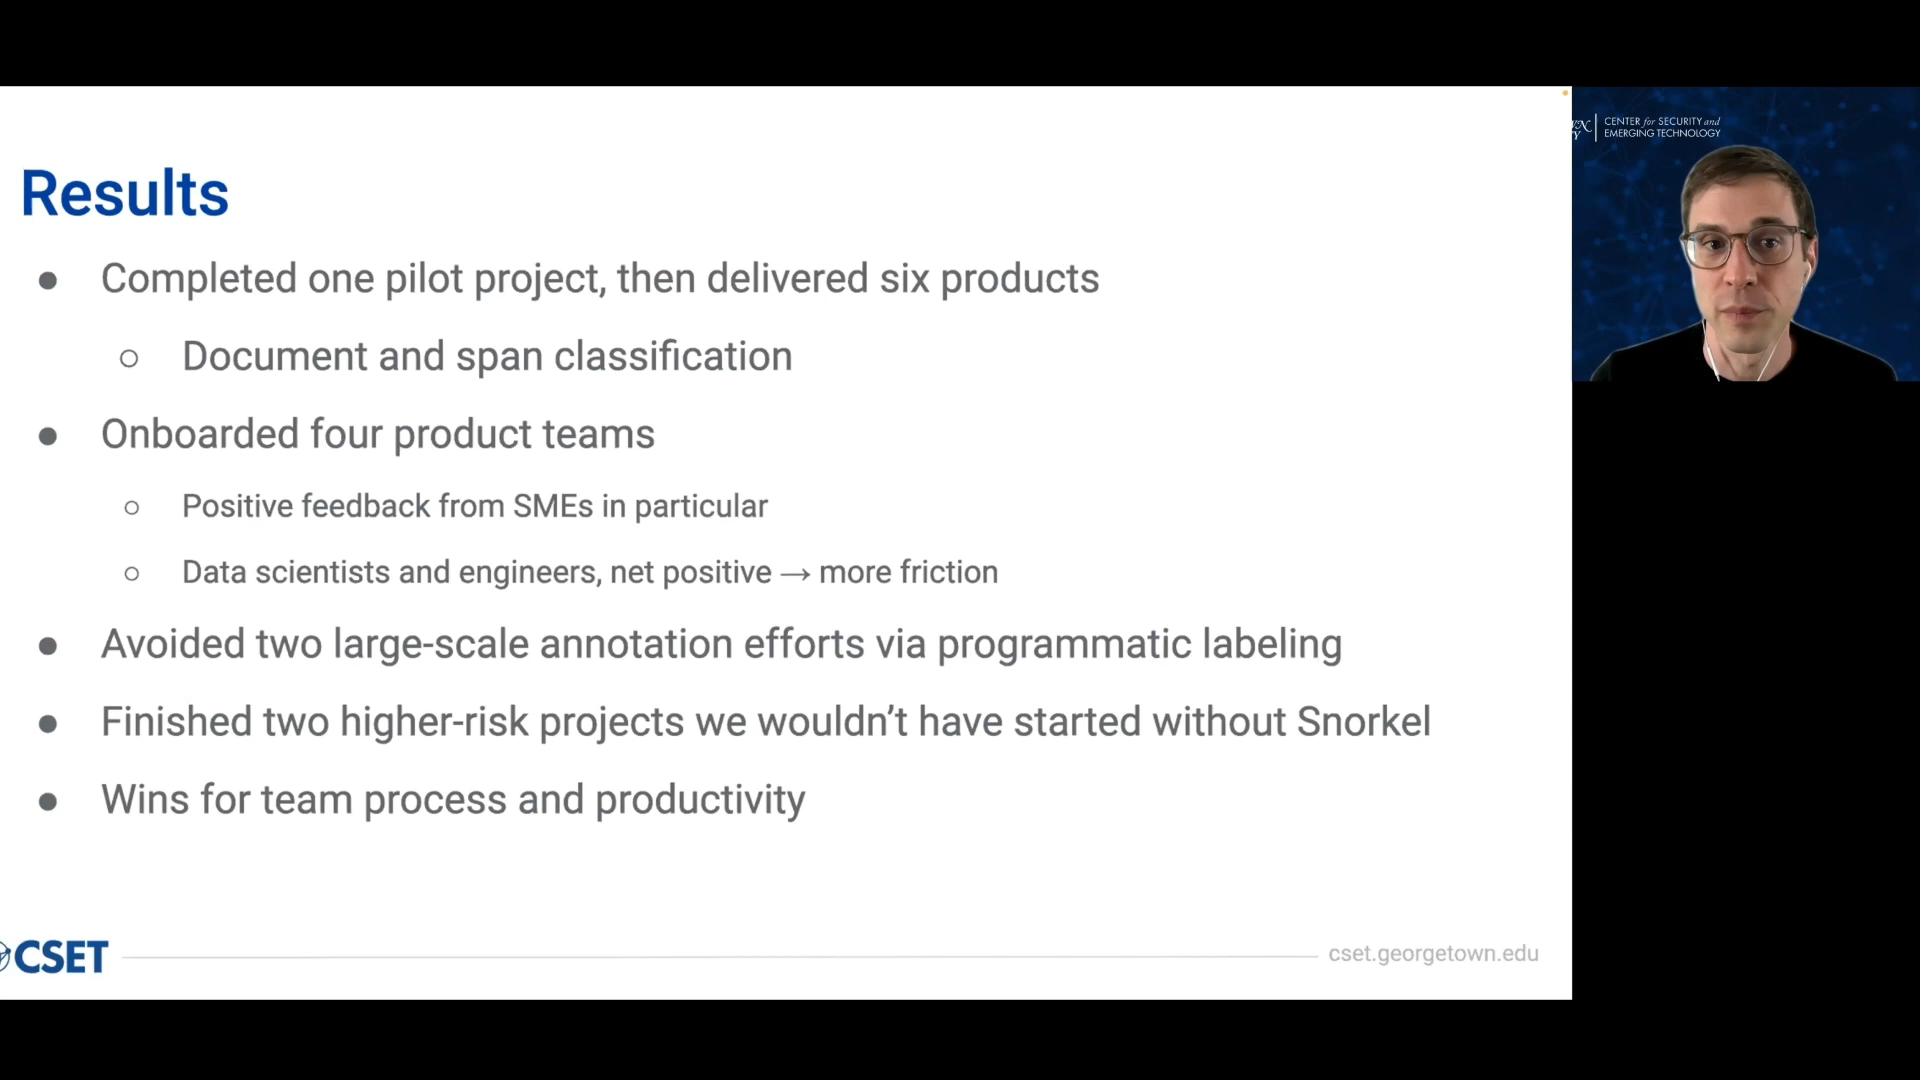 Results
● Completed one pilot project, then delivered six products
○ Document and span classification
● Onboarded four product teams
○ Positive feedback from SMEs in particular
○ Data scientists and engineers, net positive → more friction
● Avoided two large-scale annotation efforts via programmatic labeling
● Finished two higher-risk projects we wouldn’t have started without Snorkel
● Wins for team process and productivity
CSET
cset.georgetown.edu
CENTER for SECURITY and
EMERGING TECHNOLOGY